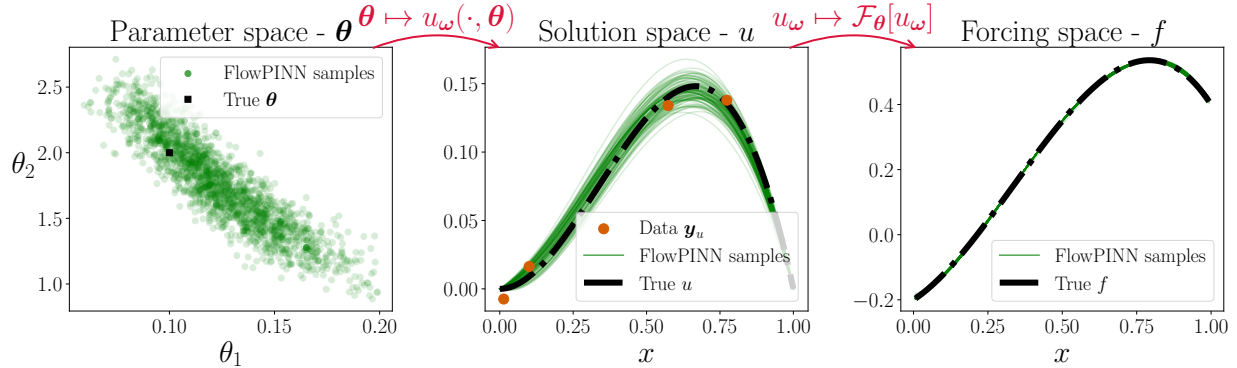 θ ↦ u_ω(·, θ)
u_ω ↦ F_θ[u_ω]
Parameter space - θ
FlowPINN samples
True θ
2.5
2.0
1.5
1.0
θ₂
0.10
0.15
0.20
θ₁
Solution space - u
0.15
0.10
0.05
0.00
Data y_u
FlowPINN samples
True u
0.00
0.25
0.50
0.75
1.00
x
Forcing space - f
0.4
0.2
0.0
−0.2
FlowPINN samples
True f
0.00
0.25
0.50
0.75
1.00
x